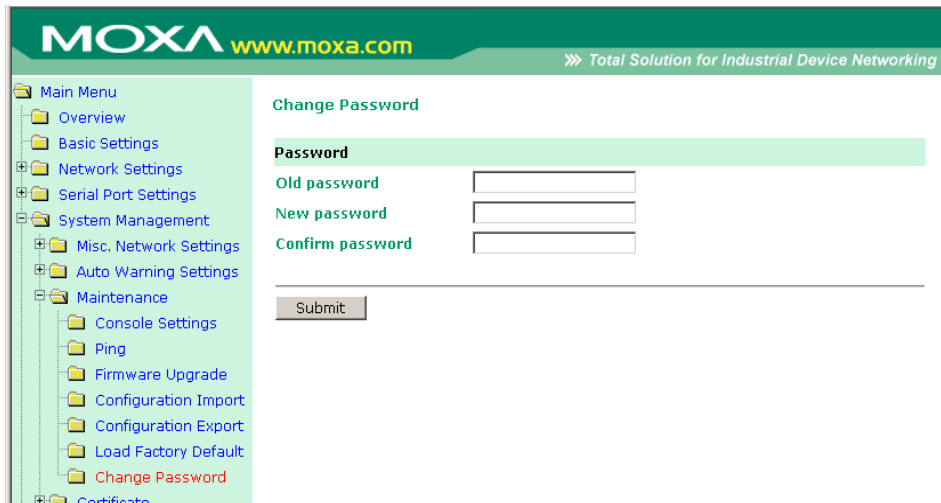 MOXA www.moxa.com
Total Solution for Industrial Device Networking
Main Menu
Overview
Basic Settings
Network Settings
Serial Port Settings
System Management
Misc. Network Settings
Auto Warning Settings
Maintenance
Console Settings
Ping
Firmware Upgrade
Configuration Import
Configuration Export
Load Factory Default
Change Password
Certificate
Change Password
Password
Old password
New password
Confirm password
Submit